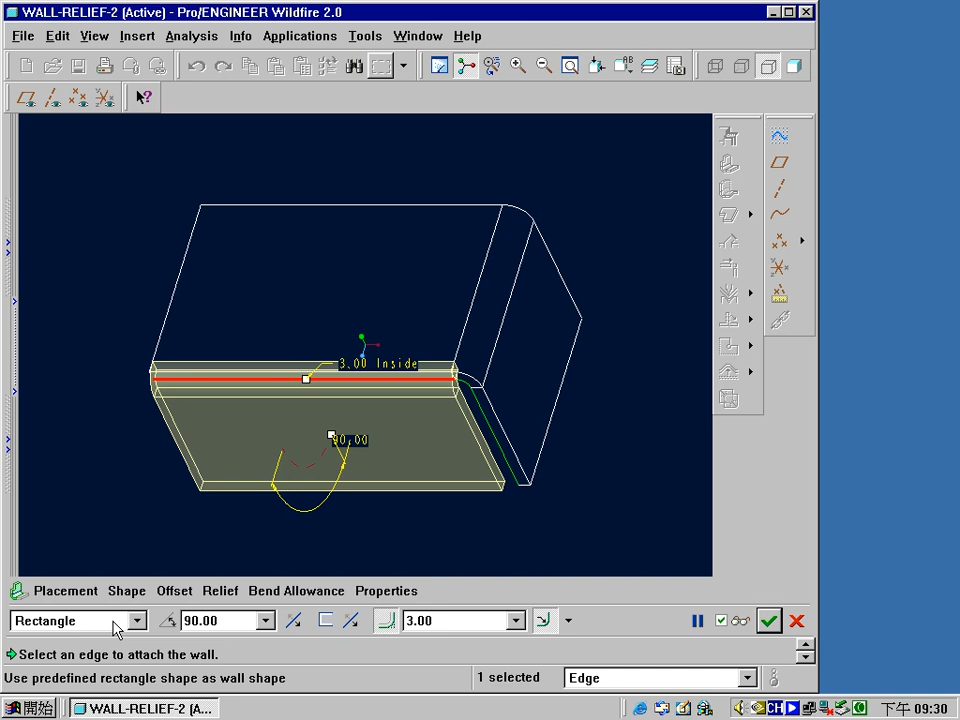 WALL-RELIEF-2 (Active) - Pro/ENGINEER Wildfire 2.0
File Edit View Insert Analysis Info Applications Tools Window Help
3.00 Inside
90.00
Placement Shape Offset Relief Bend Allowance Properties
Rectangle 90.00 3.00
Select an edge to attach the wall.
Use predefined rectangle shape as wall shape 1 selected Edge
開始 WALL-RELIEF-2 (A... CH 下午 09:30